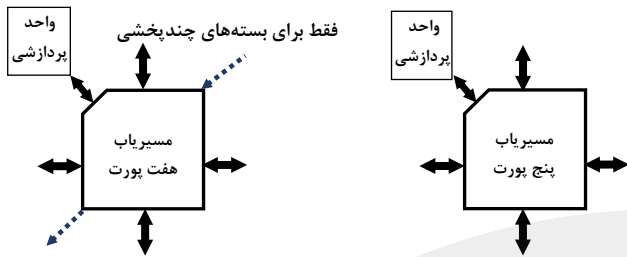 فقط برای بسته‌های چندپخشی
واحد
پردازشی
واحد
پردازشی
مسیریاب
پنج پورت
مسیریاب
هفت پورت